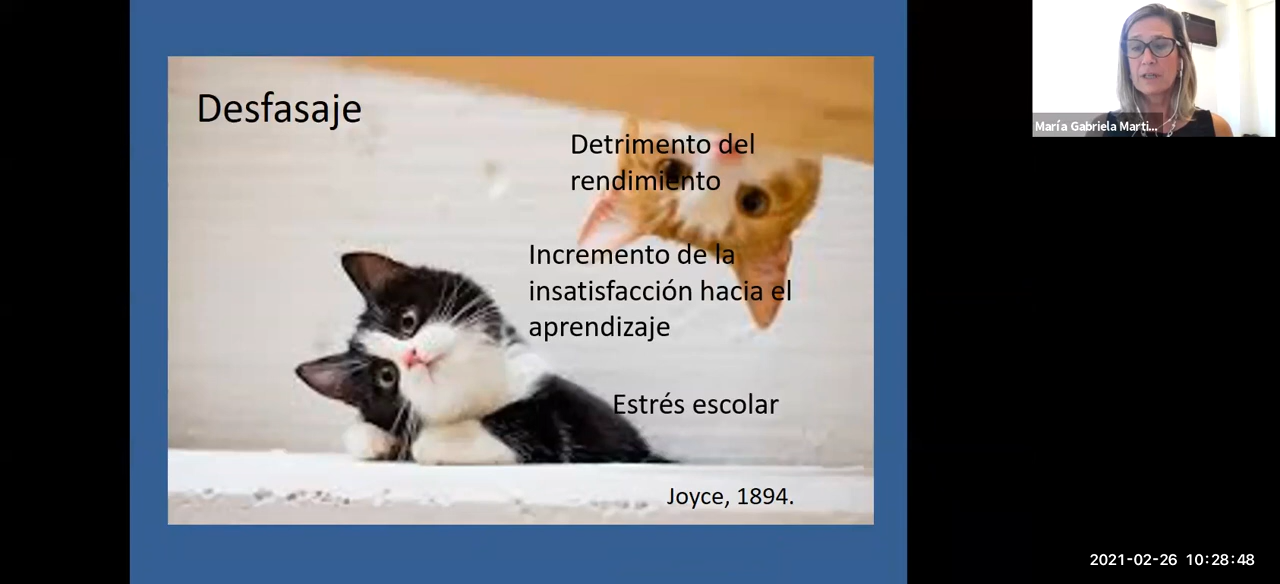 Desfasaje
Detrimento del
rendimiento
Incremento de la
insatisfacción hacia el
aprendizaje
Estrés escolar
Joyce, 1894.
María Gabriela Marti...
2021-02-26 10:28:48